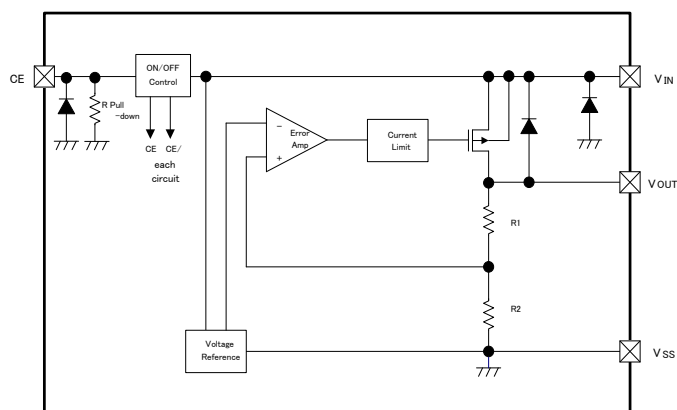 CE
ON/OFF
Control
V IN
R Pull
-down
CE CE/
each
circuit
−
Error
Amp
+
Current
Limit
VOUT
R1
R2
Voltage
Reference
VSS